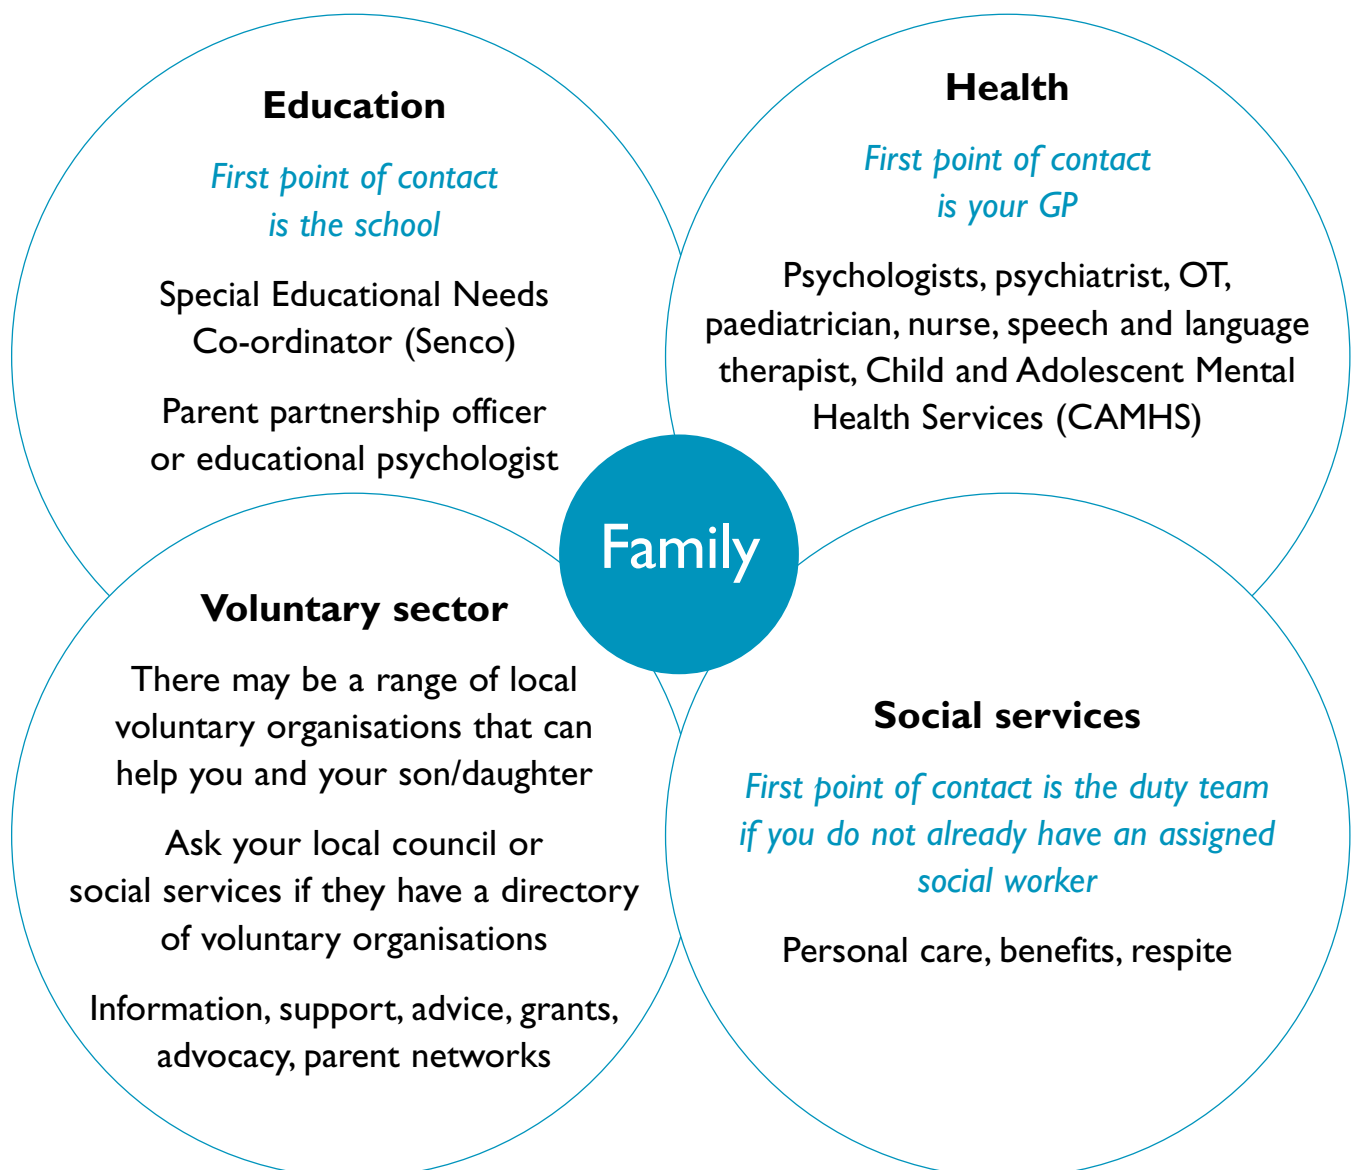 Education
First point of contact
is the school
Special Educational Needs
Co-ordinator (Senco)
Parent partnership officer
or educational psychologist
Health
First point of contact
is your GP
Psychologists, psychiatrist, OT,
paediatrician, nurse, speech and language
therapist, Child and Adolescent Mental
Health Services (CAMHS)
Family
Voluntary sector
There may be a range of local
voluntary organisations that can
help you and your son/daughter
Ask your local council or
social services if they have a directory
of voluntary organisations
Information, support, advice, grants,
advocacy, parent networks
Social services
First point of contact is the duty team
if you do not already have an assigned
social worker
Personal care, benefits, respite